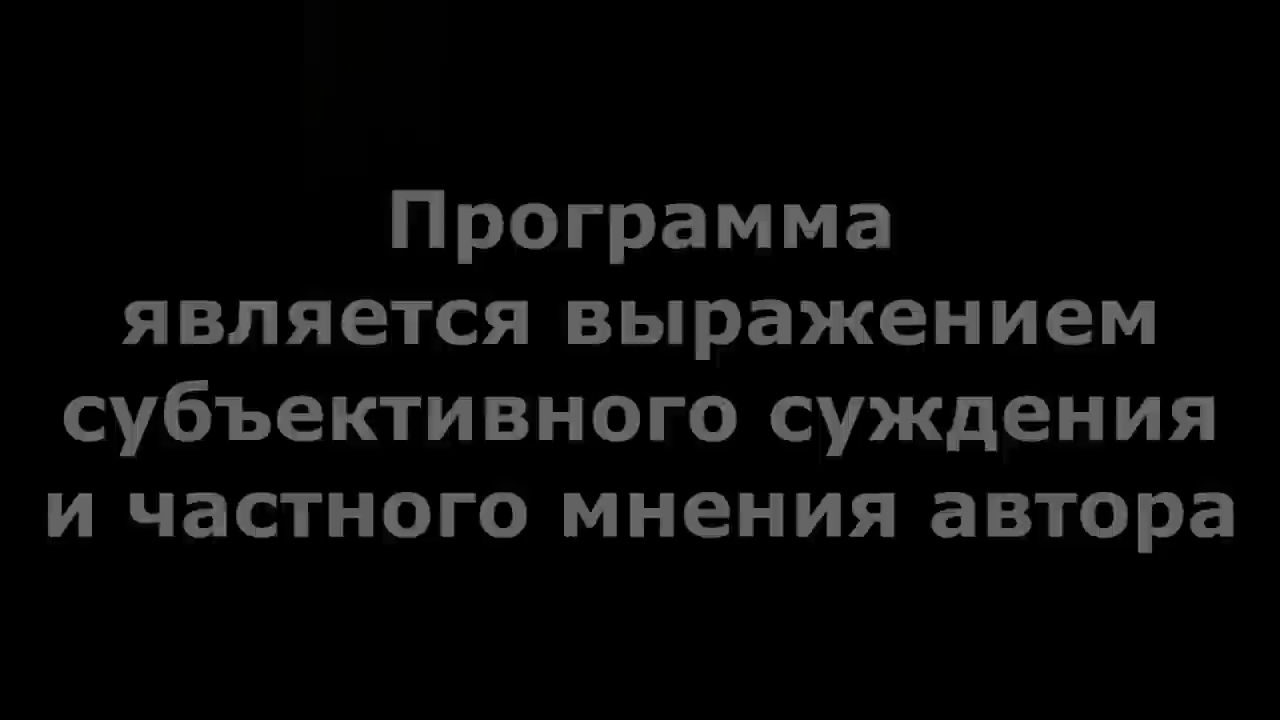 Программа
является выражением
субъективного суждения
и частного мнения автора